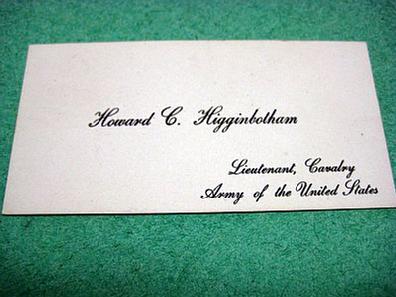 Howard C. Higginbotham
Lieutenant, Cavalry
Army of the United States